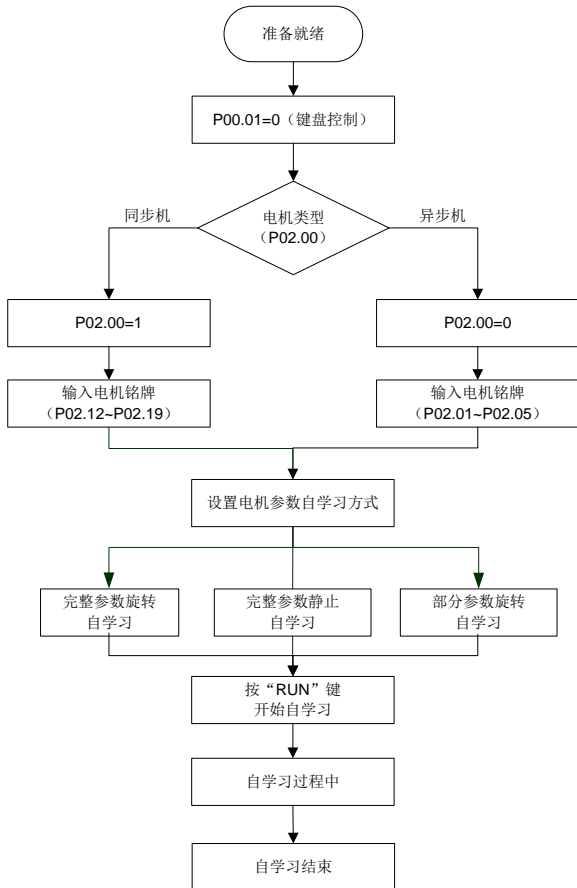 准备就绪
P00.01=0（键盘控制）
电机类型
（P02.00）
同步机
异步机
P02.00=1
P02.00=0
输入电机铭牌
（P02.12~P02.19）
输入电机铭牌
（P02.01~P02.05）
设置电机参数自学习方式
完整参数旋转
自学习
完整参数静止
自学习
部分参数旋转
自学习
按“RUN”键
开始自学习
自学习过程中
自学习结束